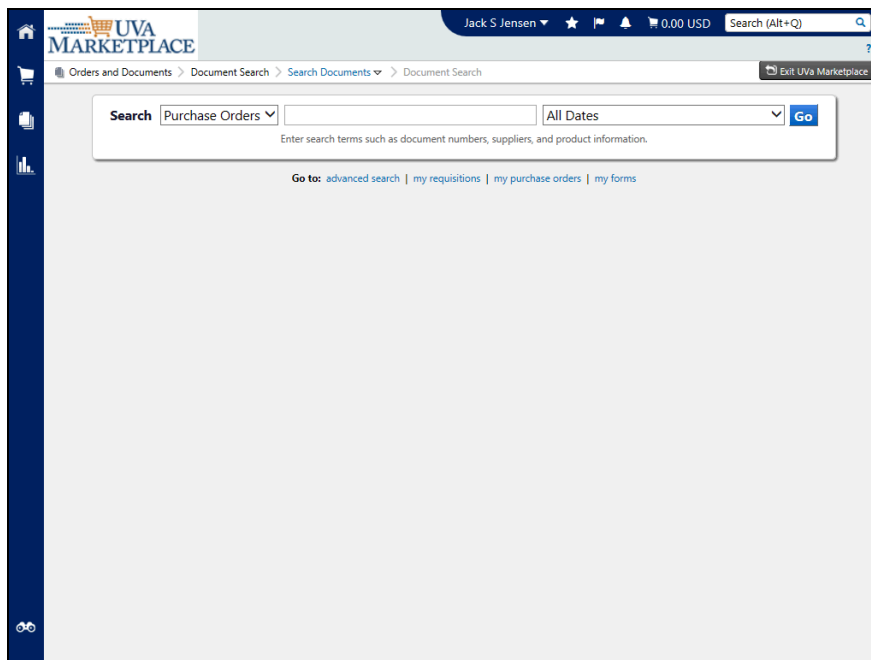 UVA
MARKETPLACE
Jack S Jensen 0.00 USD Search (Alt+Q)
?
Orders and Documents > Document Search > Search Documents > Document Search Exit UVa Marketplace
Search Purchase Orders All Dates Go
Enter search terms such as document numbers, suppliers, and product information.
Go to: advanced search | my requisitions | my purchase orders | my forms